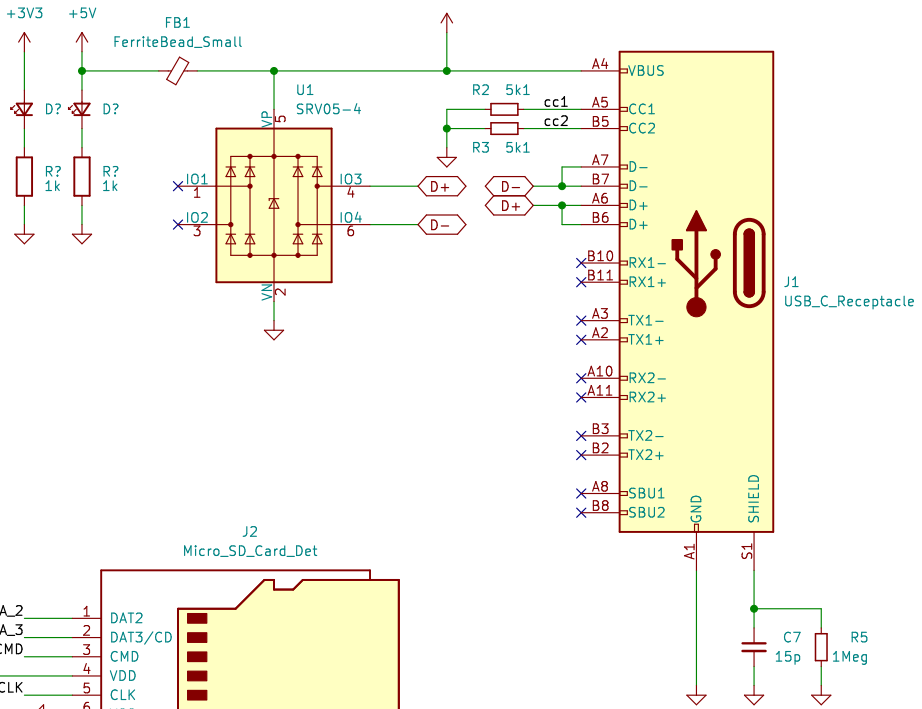 +3V3
+5V
FB1
FerriteBead_Small
D?
D?
R?
1k
R?
1k
U1
SRV05-4
VP
5
IO1
1
IO2
3
IO3
4
IO4
6
VN
2
D+
D-
R2 5k1
cc1
cc2
R3 5k1
D-
D+
A4 VBUS
A5 CC1
B5 CC2
A7 D-
B7 D-
A6 D+
B6 D+
B10 RX1-
B11 RX1+
A3 TX1-
A2 TX1+
A10 RX2-
A11 RX2+
B3 TX2-
B2 TX2+
A8 SBU1
B8 SBU2
GND
A1
SHIELD
S1
J1
USB_C_Receptacle
C7
15p
R5
1Meg
J2
Micro_SD_Card_Det
A_2 1 DAT2
A_3 2 DAT3/CD
CMD 3 CMD
4 VDD
CLK 5 CLK
6